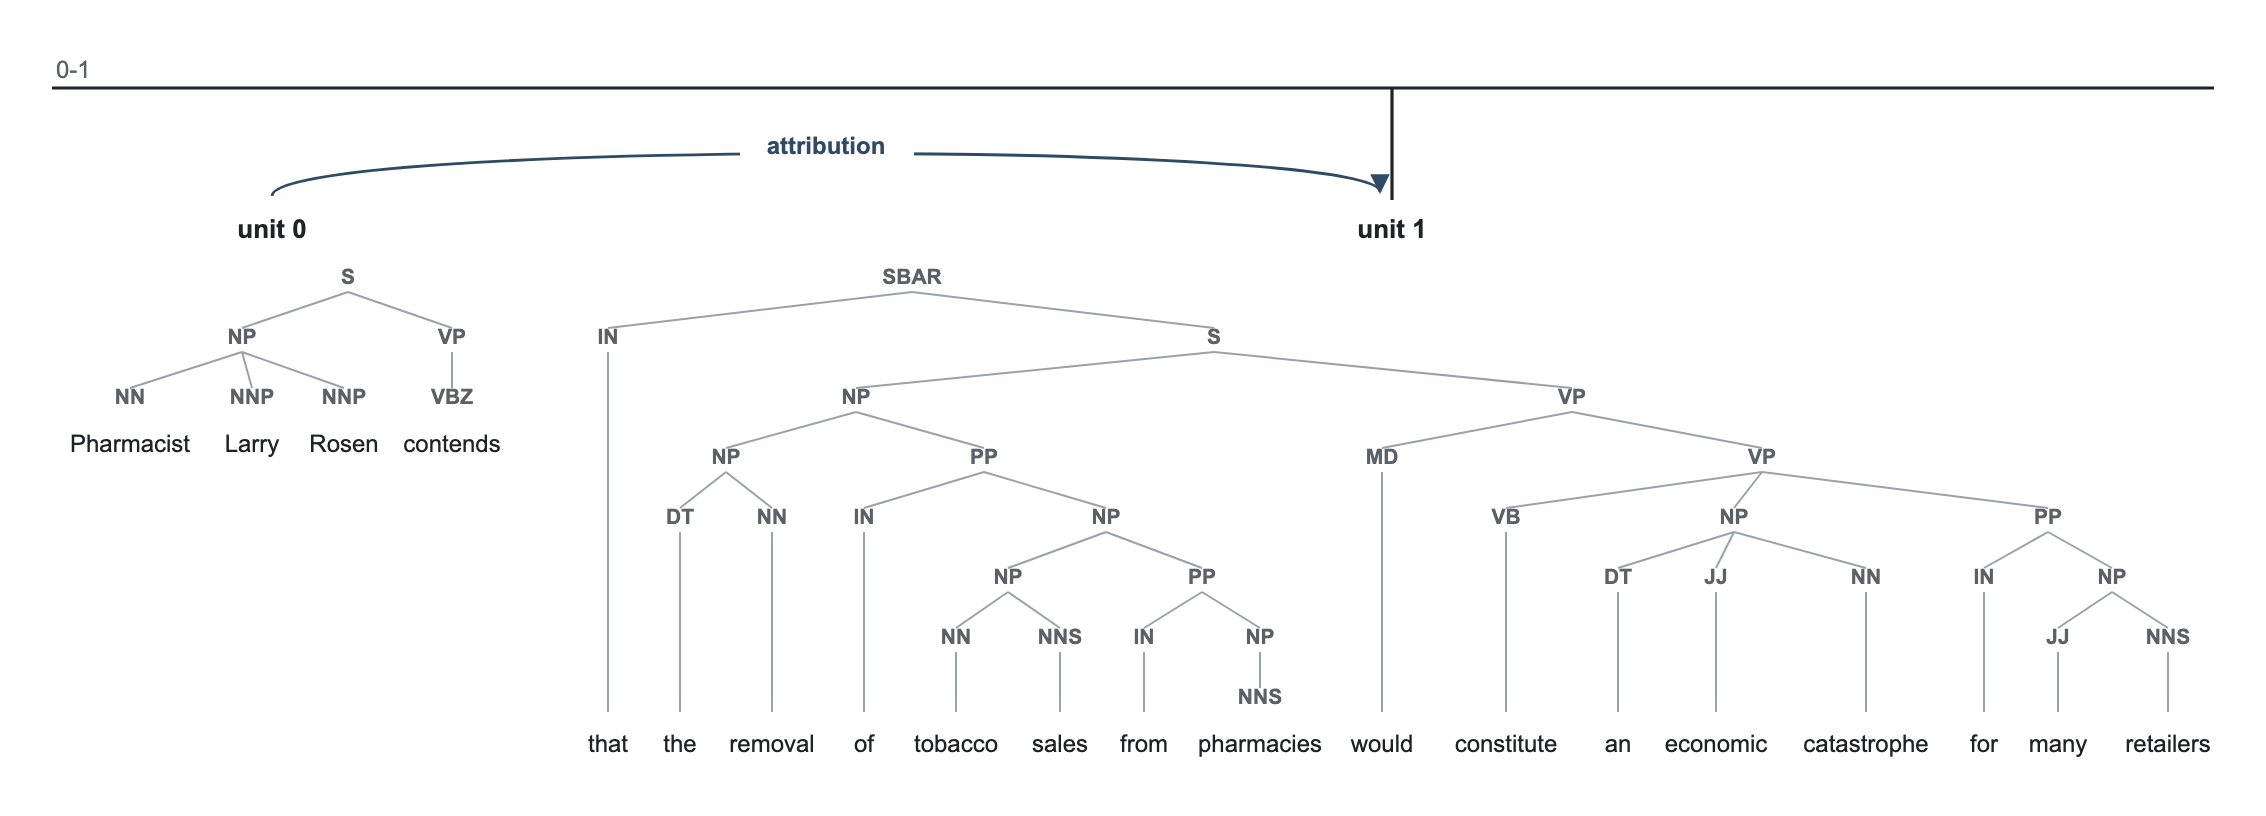 0-1
attribution
unit 0 unit 1
S SBAR
NP VP IN S
NN NNP NNP VBZ NP VP
Pharmacist Larry Rosen contends
NP PP MD VP
DT NN IN NP VB NP PP
NP PP DT JJ NN IN NP
NN NNS IN NP JJ NNS
NNS
that the removal of tobacco sales from pharmacies would constitute an economic catastrophe for many retailers